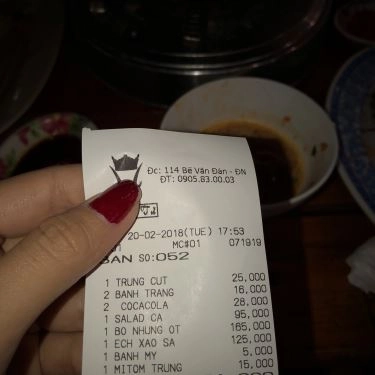 Đc: 114 Bế Văn Đàn - ĐN
ĐT: 0905.83.00.03
20-02-2018(TUE) 17:53
01 MC#01 071919
BAN SO:052
1 TRUNG CUT 25,000
2 BANH TRANG 16,000
2 COCACOLA 28,000
1 SALAD CA 95,000
1 BO NHUNG OT 165,000
1 ECH XAO SA 125,000
1 BANH MY 5,000
1 MITOM TRUNG 15,000